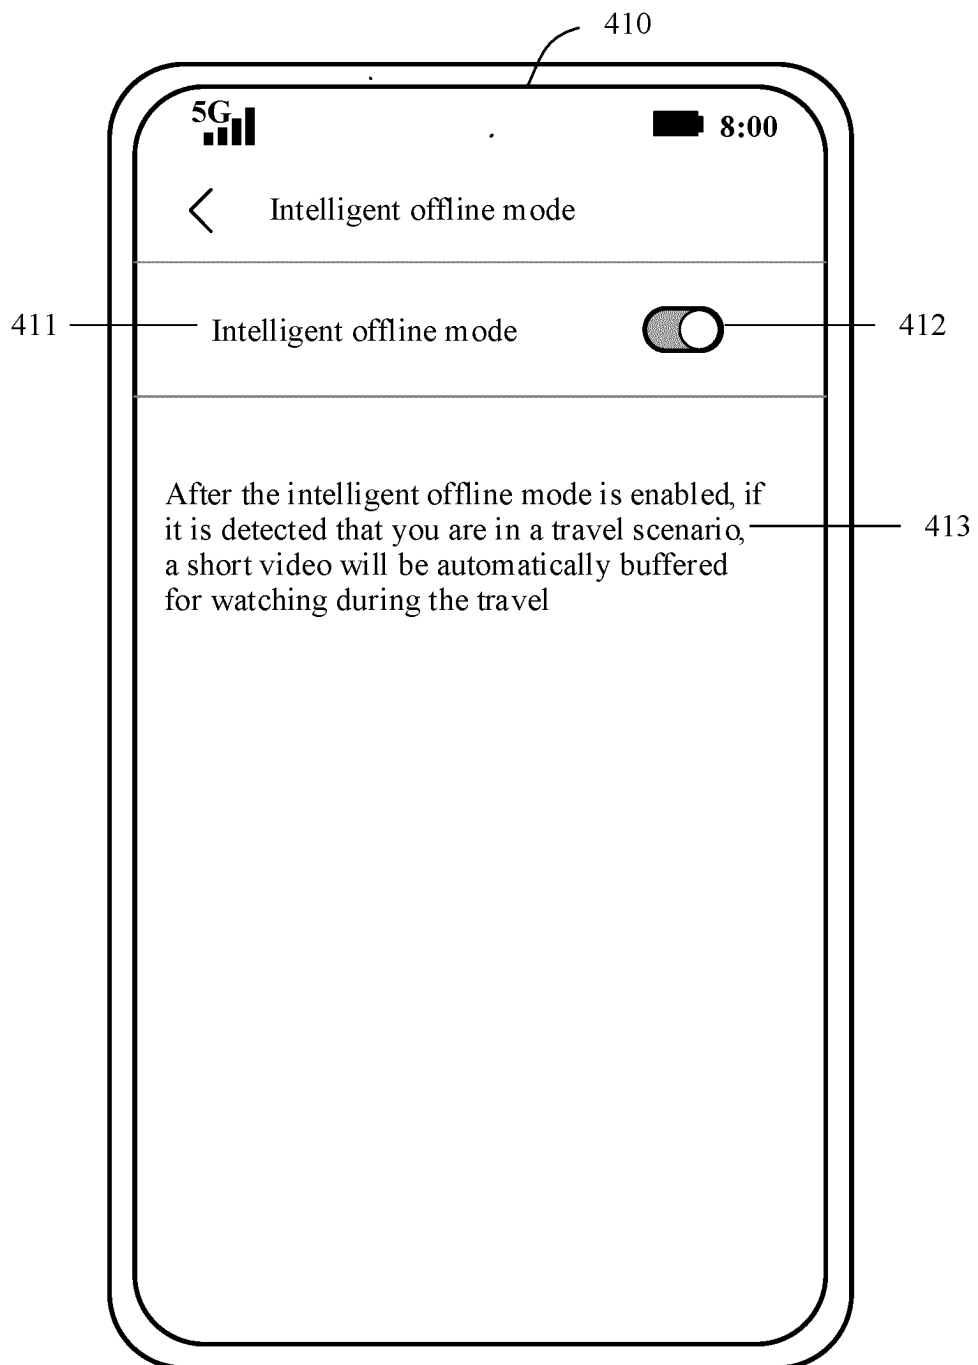 410
5G
8:00
Intelligent offline mode
411
Intelligent offline mode
412
After the intelligent offline mode is enabled, if
it is detected that you are in a travel scenario,
413
a short video will be automatically buffered
for watching during the travel